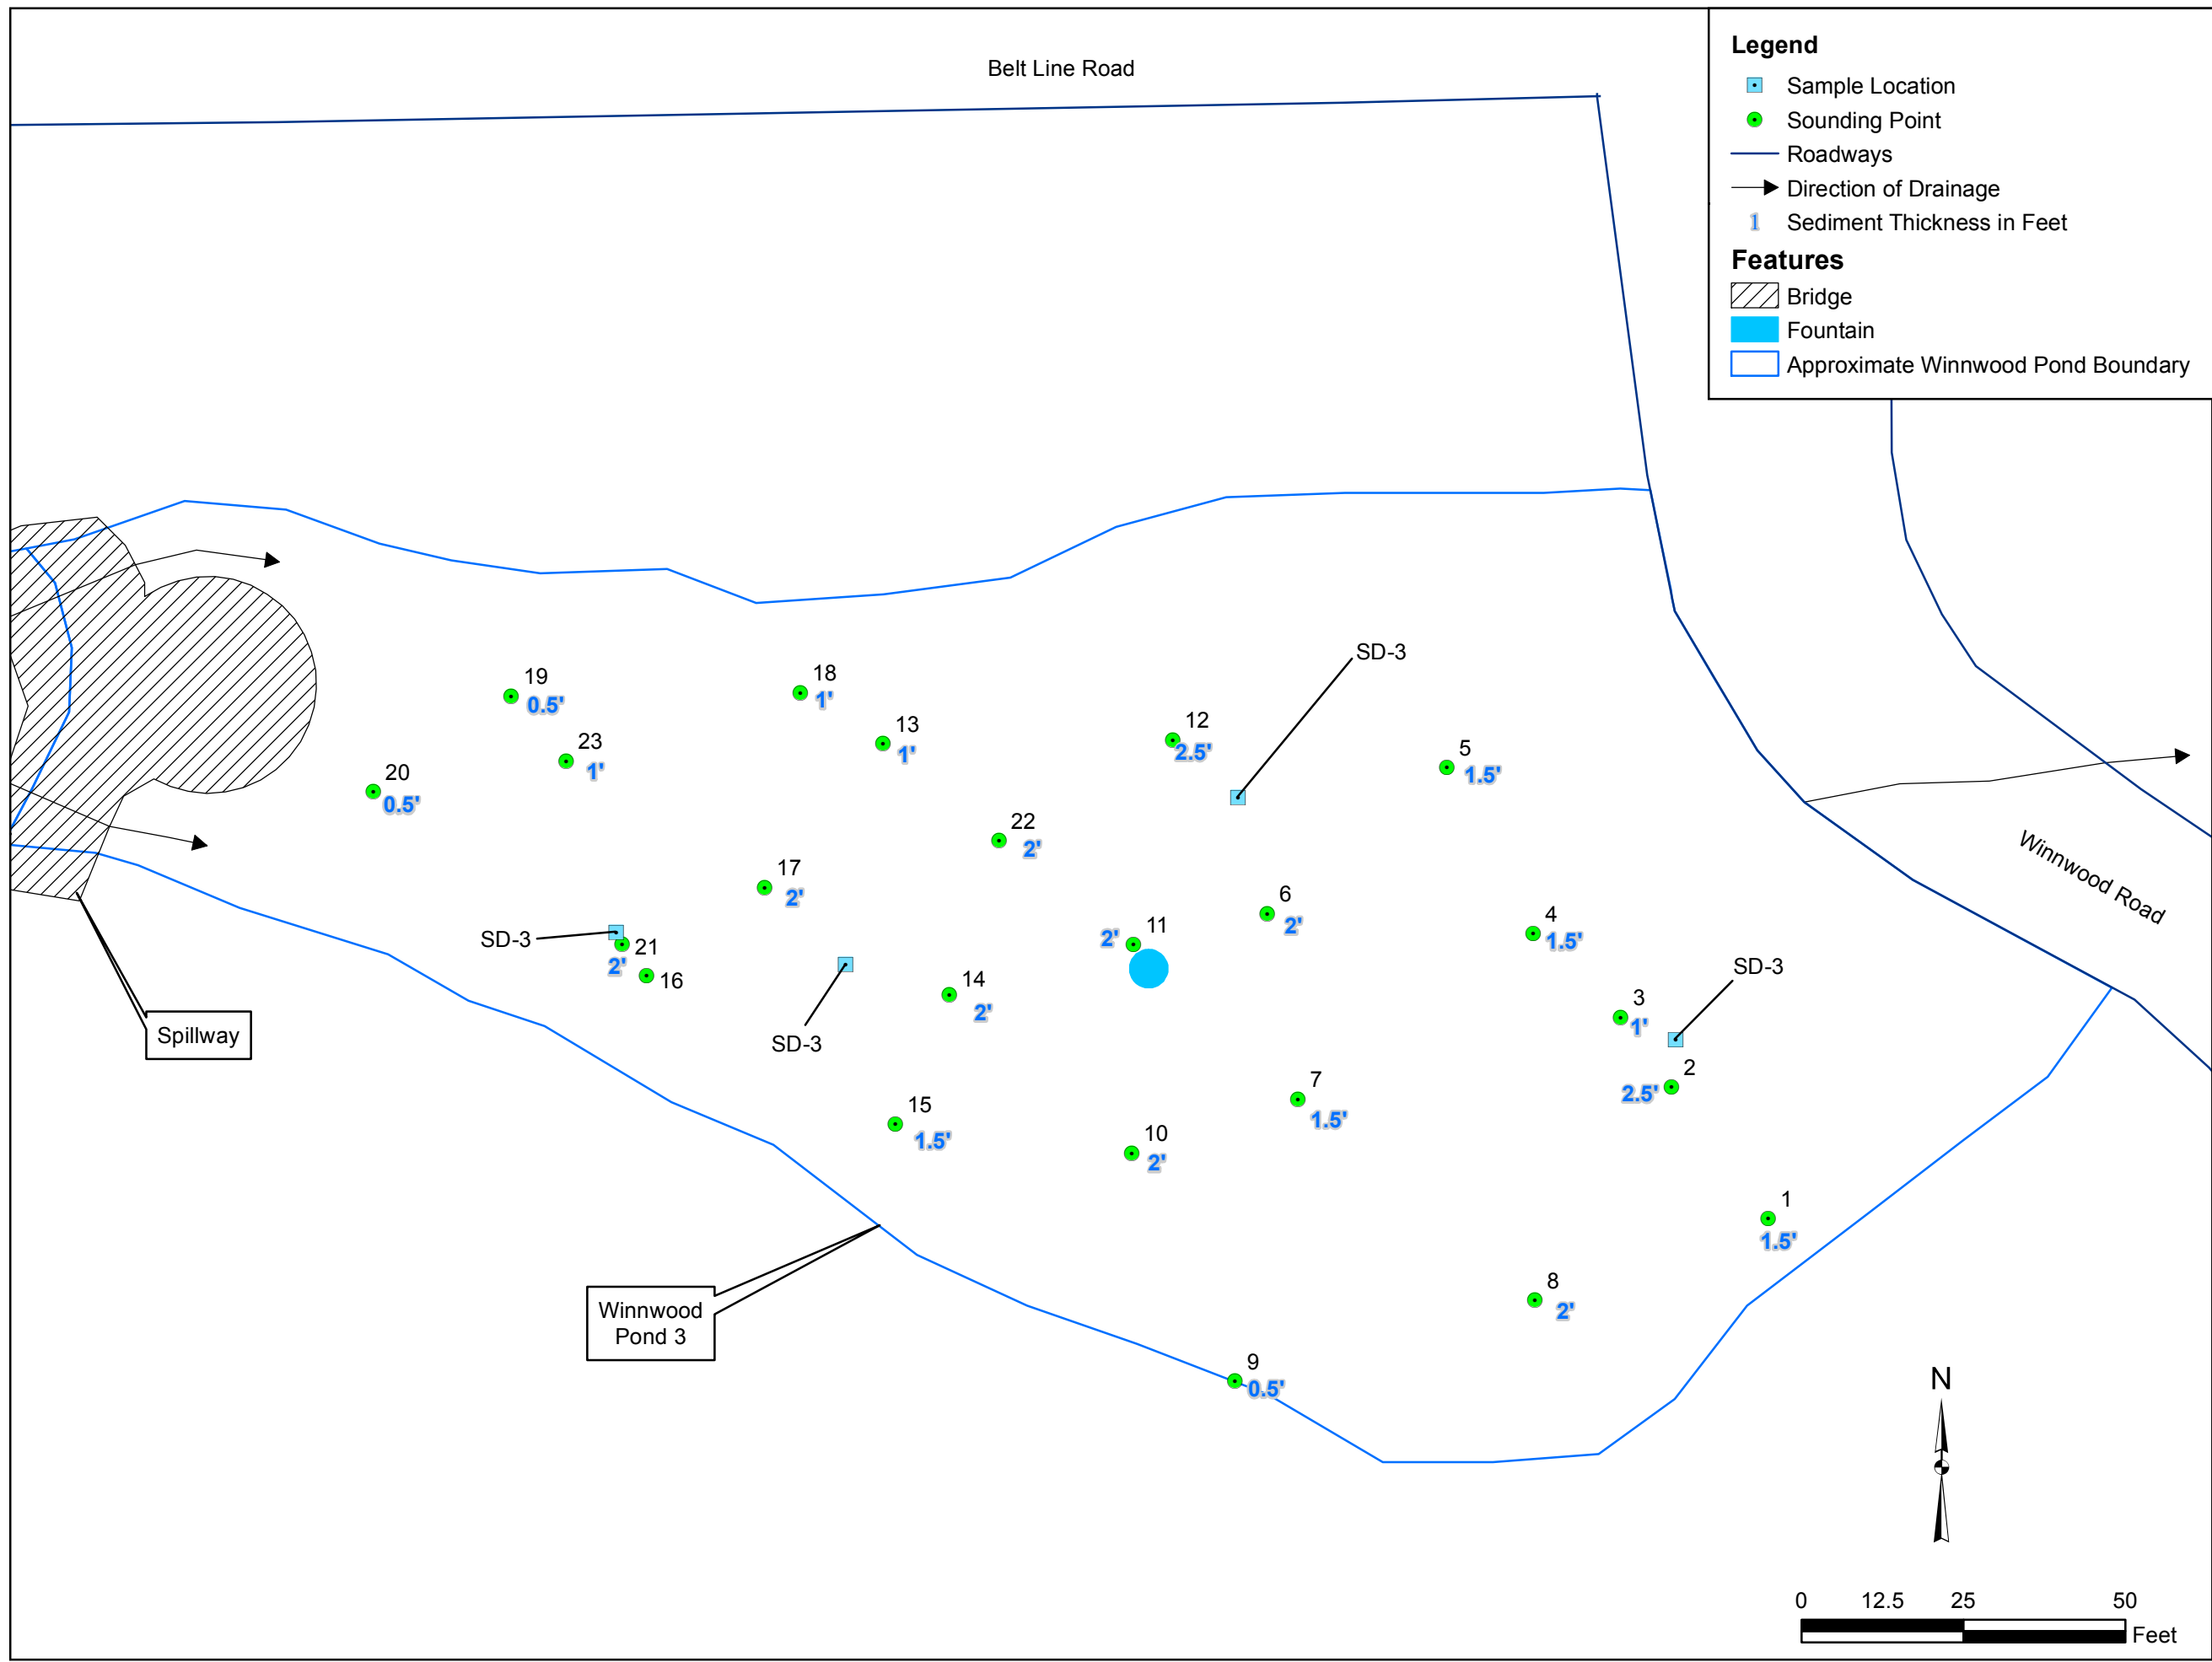 Belt Line Road
Legend
Sample Location
Sounding Point
Roadways
Direction of Drainage
1 Sediment Thickness in Feet
Features
Bridge
Fountain
Approximate Winnwood Pond Boundary
SD-3
19
0.5'
18
1'
13
1'
12
2.5'
5
1.5'
23
1'
20
0.5'
22
2'
17
2'
6
2'
4
1.5'
Winnwood Road
SD-3
21
2'
16
11
2'
14
2'
SD-3
SD-3
3
1'
2
2.5'
Spillway
7
1.5'
15
1.5'
10
2'
1
1.5'
8
2'
Winnwood
Pond 3
9
0.5'
N
0 12.5 25 50
Feet